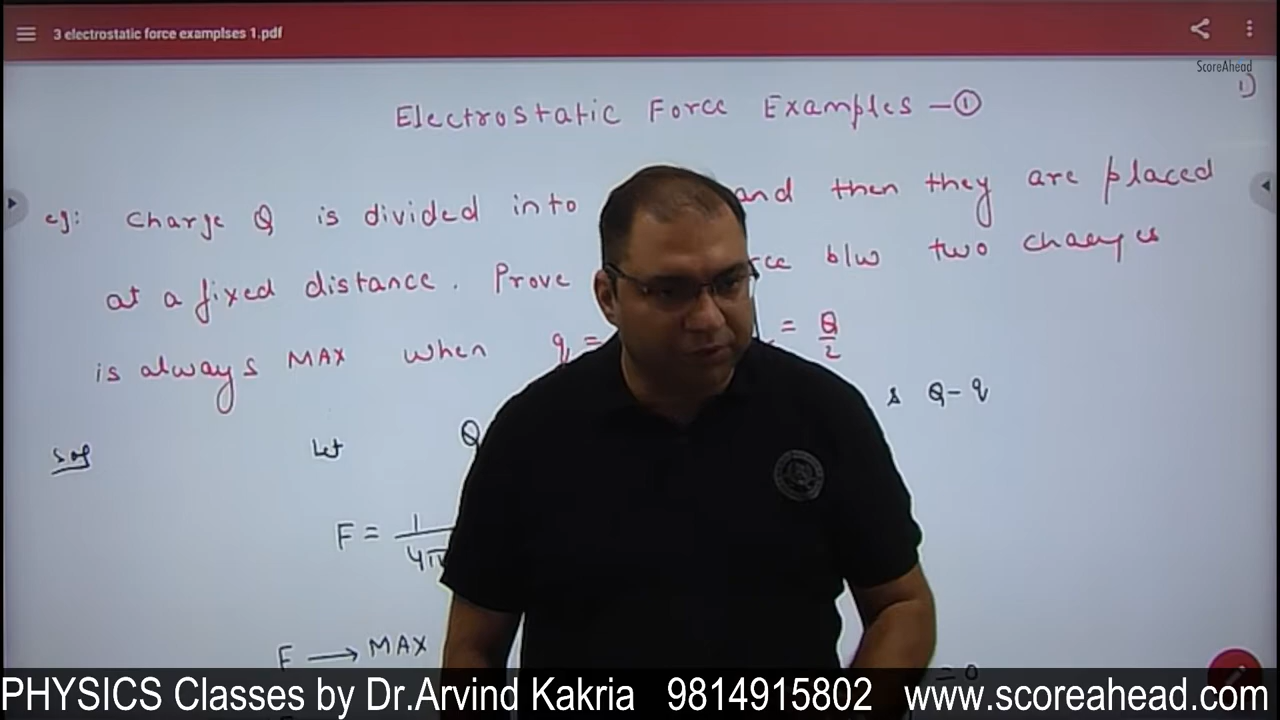 3 electrostatic force examplses 1.pdf
ScoreAhead
1)
Electrostatic Force Examples - ①
eg: Charge Q is divided into and then they are placed
at a fixed distance. Prove b/w two charges
is always MAX when q = = Q/2
Sol Let Q & Q-q
F = 1/4π
F → MAX = 0
PHYSICS Classes by Dr.Arvind Kakria 9814915802 www.scoreahead.com